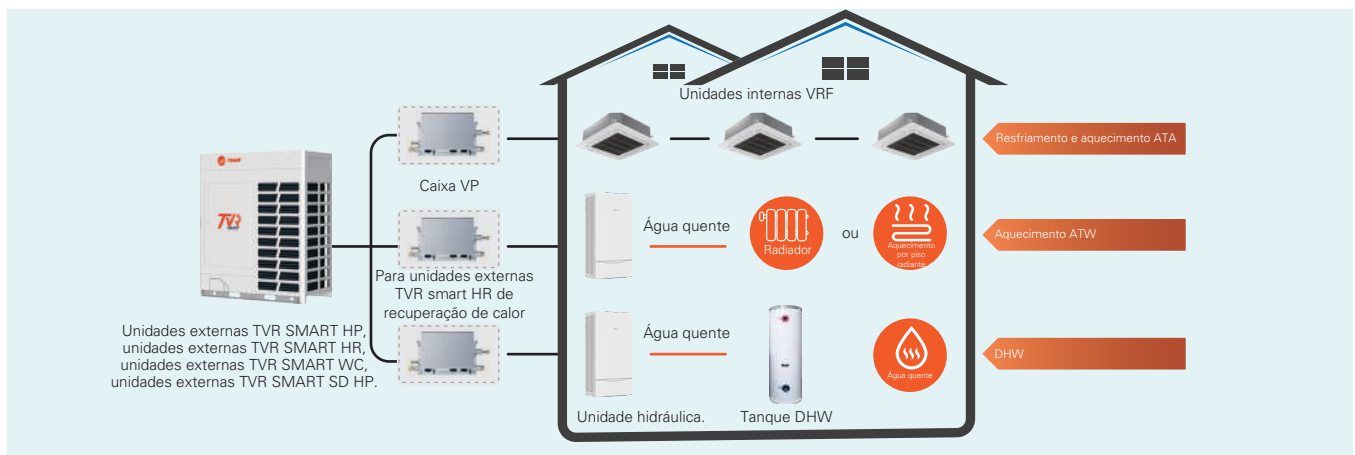 Unidades internas VRF
Resfriamento e aquecimento ATA
TRANE
Caixa VP
TVR
Água quente
Radiador
ou
Aquecimento
por piso
radiante
Aquecimento ATW
Para unidades externas
TVR smart HR de
recuperação de calor
Unidades externas TVR SMART HP,
unidades externas TVR SMART HR,
unidades externas TVR SMART WC,
unidades externas TVR SMART SD HP.
Água quente
Água quente
DHW
Unidade hidráulica.
Tanque DHW